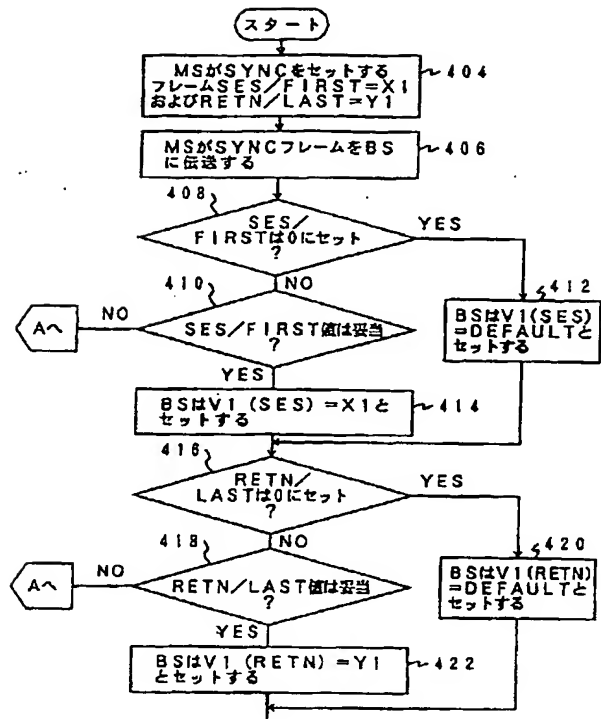 スタート
MSがSYNCをセットする
フレームSES/FIRST=X1
およびRETN/LAST=Y1
404
MSがSYNCフレームをBS
に伝送する
406
408
SES/
FIRSTは0にセット
?
YES
NO
410
SES/FIRST値は妥当
?
NO
Aへ
YES
412
BSはV1(SES)
=DEFAULTと
セットする
BSはV1(SES)=X1と
セットする
414
416
RETN/
LASTは0にセット
?
YES
NO
418
RETN/LAST値は妥当
?
NO
Aへ
YES
420
BSはV1(RETN)
=DEFAULTと
セットする
BSはV1(RETN)=Y1
とセットする
422